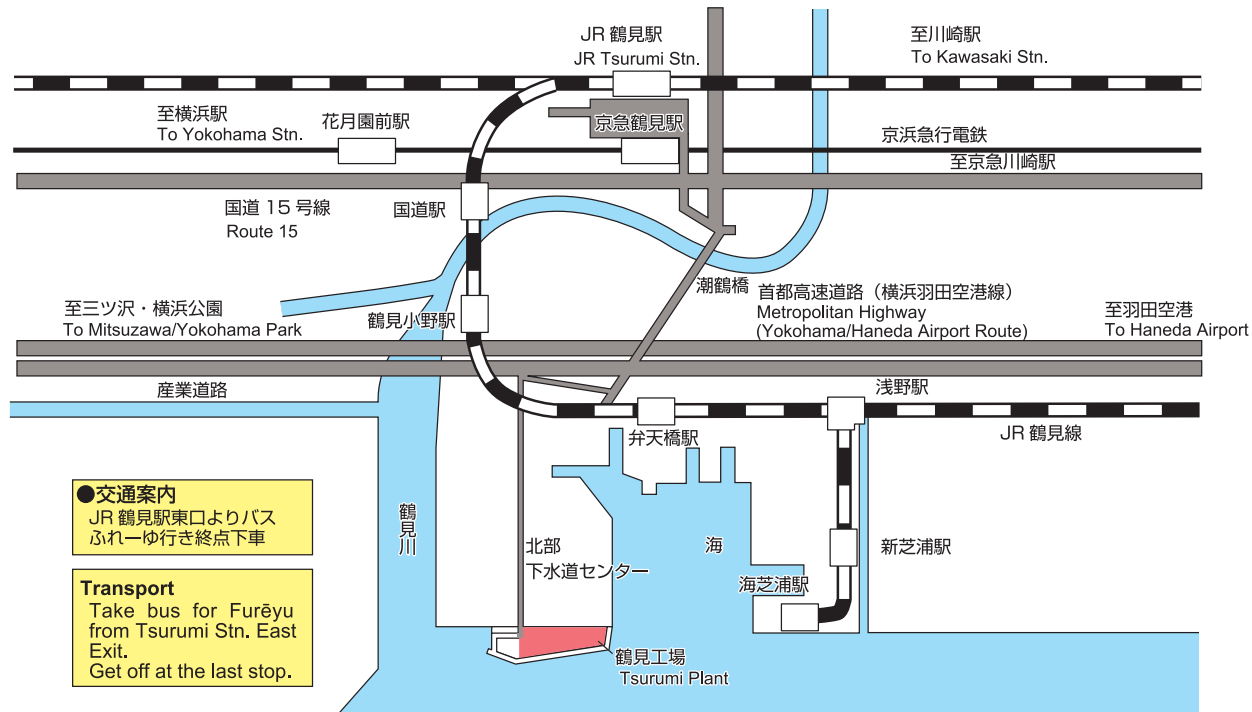 JR 鶴見駅
JR Tsurumi Stn.
至川崎駅
To Kawasaki Stn.
至横浜駅
To Yokohama Stn.
花月園前駅
京急鶴見駅
京浜急行電鉄
至京急川崎駅
国道 15 号線
Route 15
国道駅
潮鶴橋
至三ツ沢・横浜公園
To Mitsuzawa/Yokohama Park
鶴見小野駅
首都高速道路（横浜羽田空港線）
Metropolitan Highway
(Yokohama/Haneda Airport Route)
至羽田空港
To Haneda Airport
産業道路
浅野駅
弁天橋駅
JR 鶴見線
●交通案内
JR 鶴見駅東口よりバス
ふれーゆ行き終点下車
鶴見川
北部
下水道センター
海
新芝浦駅
海芝浦駅
Transport
Take bus for Furēyu
from Tsurumi Stn. East
Exit.
Get off at the last stop.
鶴見工場
Tsurumi Plant